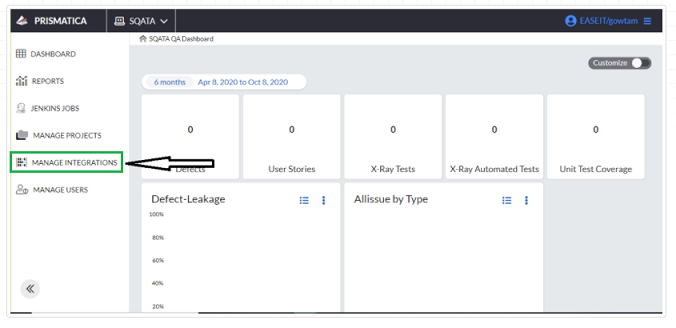 PRISMATICA SQATA EASEIT/gowtam
SQATA QA Dashboard
DASHBOARD
REPORTS
JENKINS JOBS
MANAGE PROJECTS
MANAGE INTEGRATIONS
MANAGE USERS
Customize
6 months Apr 8, 2020 to Oct 8, 2020
0 0 0 0 0
Defects User Stories X-Ray Tests X-Ray Automated Tests Unit Test Coverage
Defect-Leakage Allissue by Type
100%
80%
60%
40%
20%